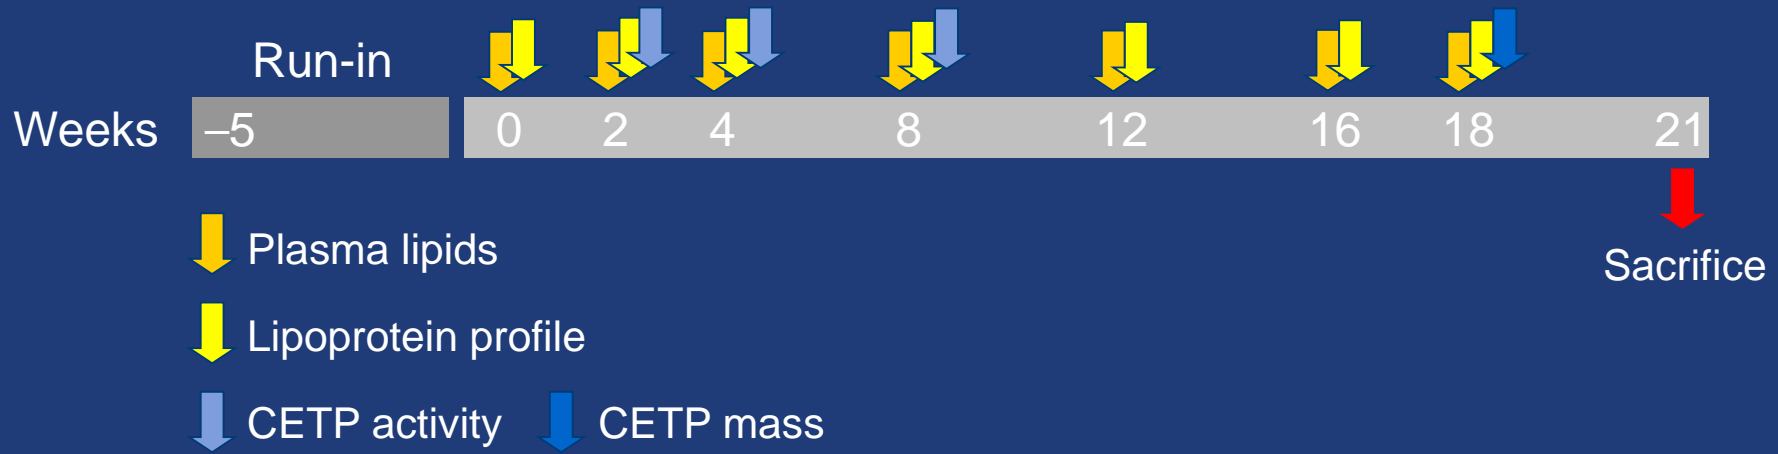 Run-in
Weeks –5 0 2 4 8 12 16 18 21
Plasma lipids
Sacrifice
Lipoprotein profile
CETP activity CETP mass